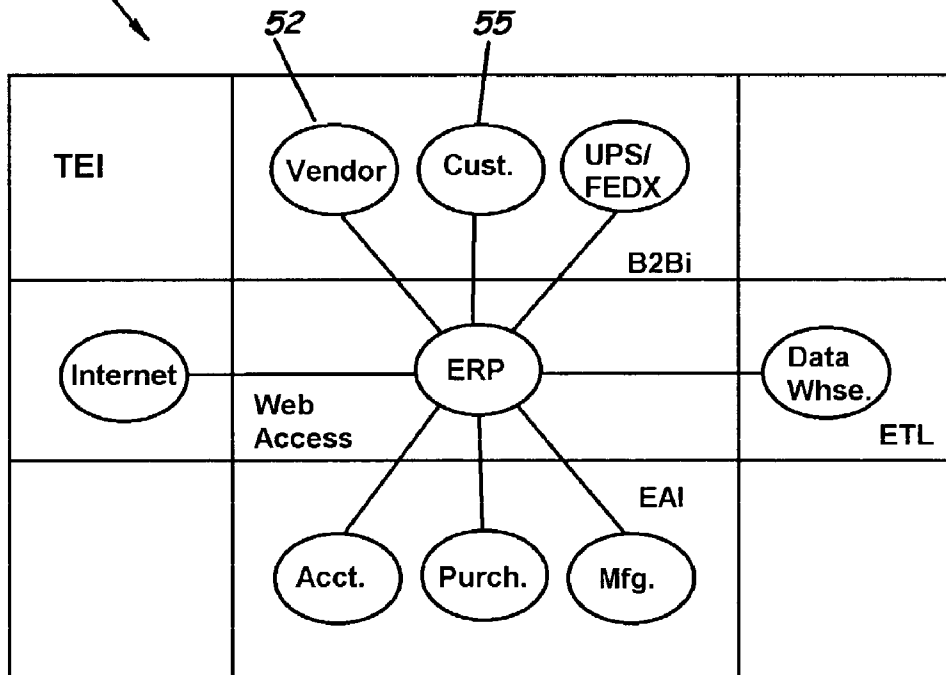 52
55
TEI
Vendor
Cust.
UPS/
FEDX
B2Bi
Internet
ERP
Data
Whse.
Web
Access
ETL
EAI
Acct.
Purch.
Mfg.